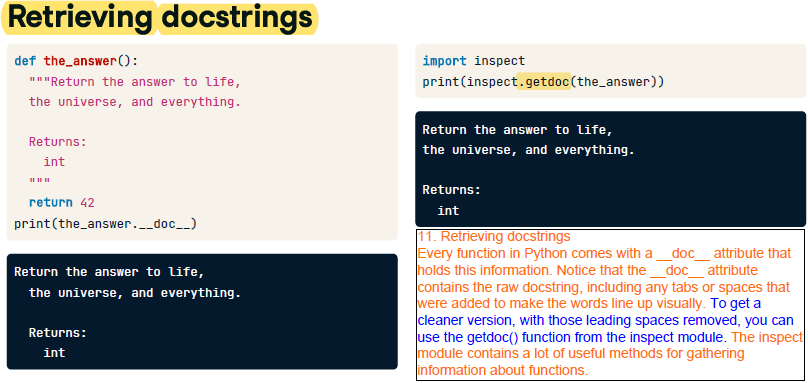 Retrieving docstrings
def the_answer():
  """Return the answer to life,
  the universe, and everything.

  Returns:
    int
  """
  return 42
print(the_answer.__doc__)
Return the answer to life,
  the universe, and everything.

  Returns:
    int
import inspect
print(inspect.getdoc(the_answer))
Return the answer to life,
the universe, and everything.

Returns:
  int
11. Retrieving docstrings
Every function in Python comes with a __doc__ attribute that
holds this information. Notice that the __doc__ attribute
contains the raw docstring, including any tabs or spaces that
were added to make the words line up visually. To get a
cleaner version, with those leading spaces removed, you can
use the getdoc() function from the inspect module. The inspect
module contains a lot of useful methods for gathering
information about functions.